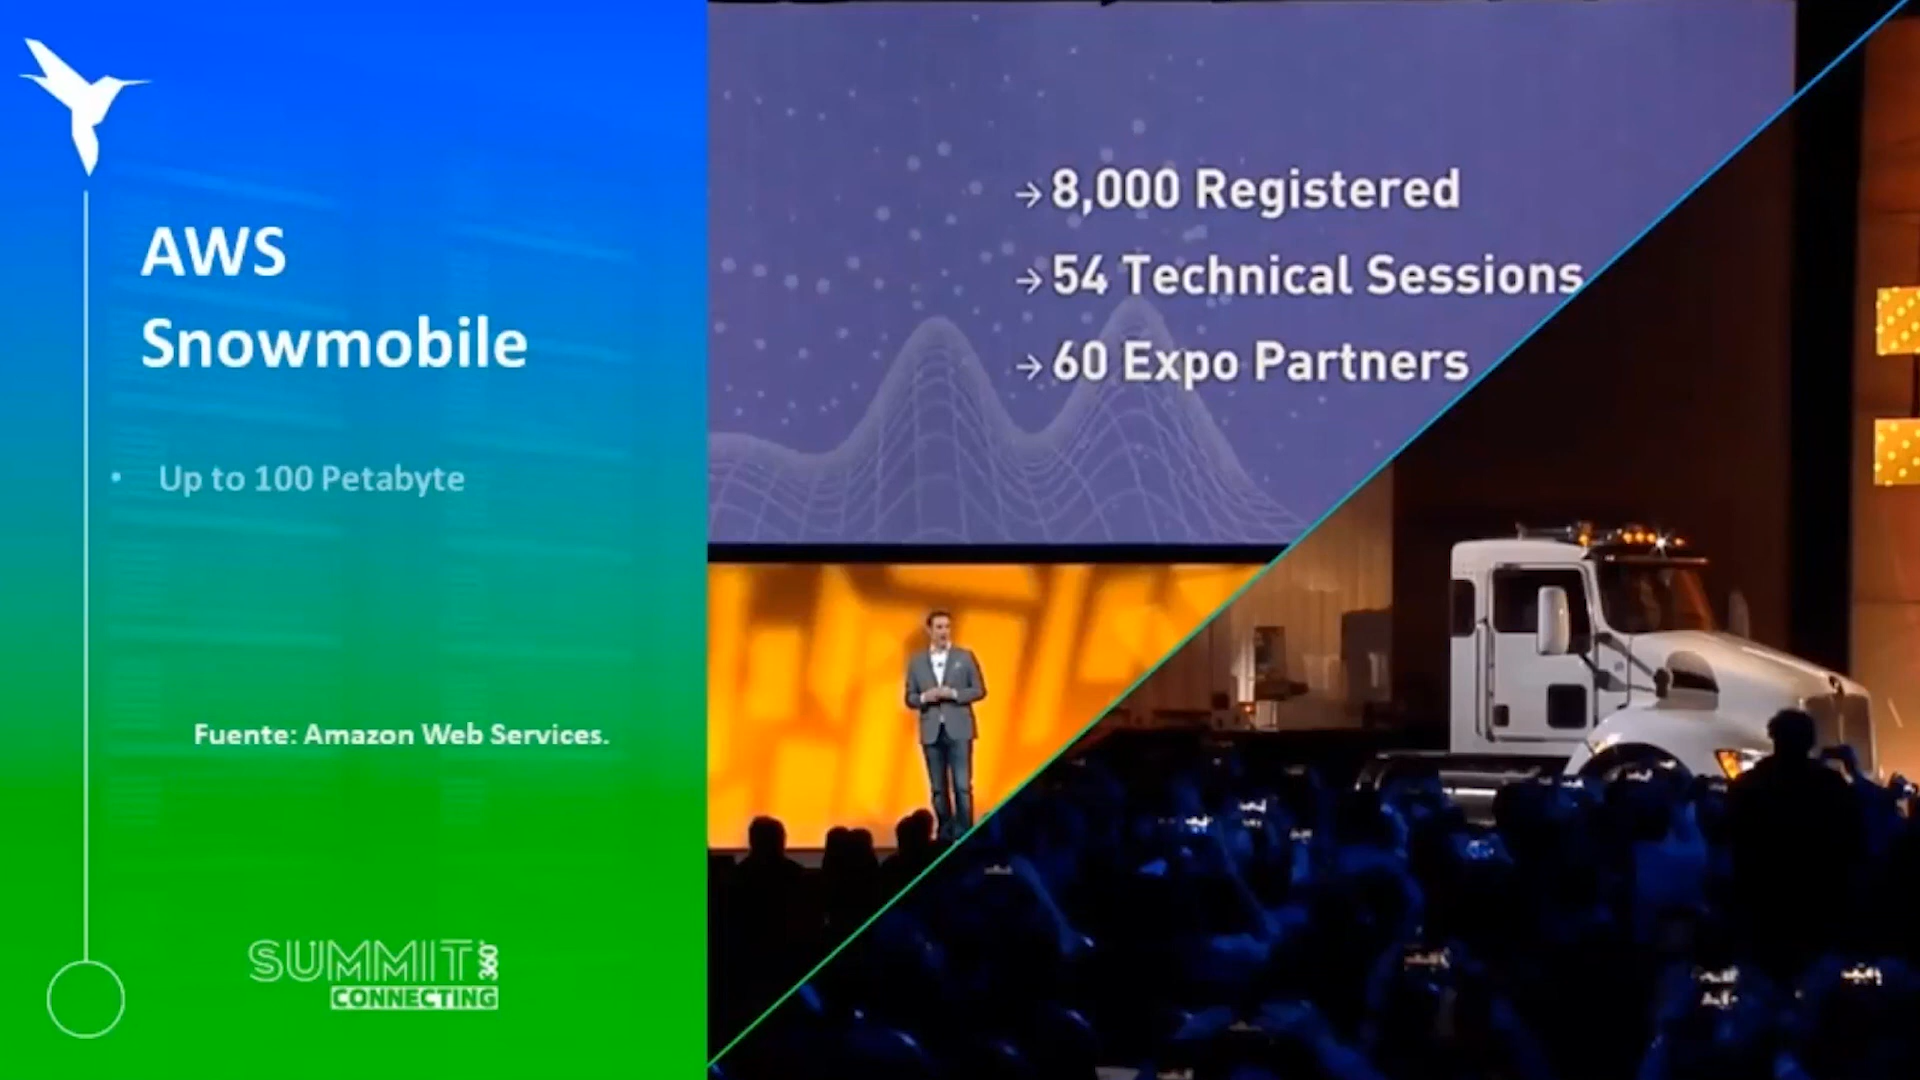 AWS
Snowmobile
• Up to 100 Petabyte
Fuente: Amazon Web Services.
SUMMIT 360°
CONNECTING
→ 8,000 Registered
→ 54 Technical Sessions
→ 60 Expo Partners